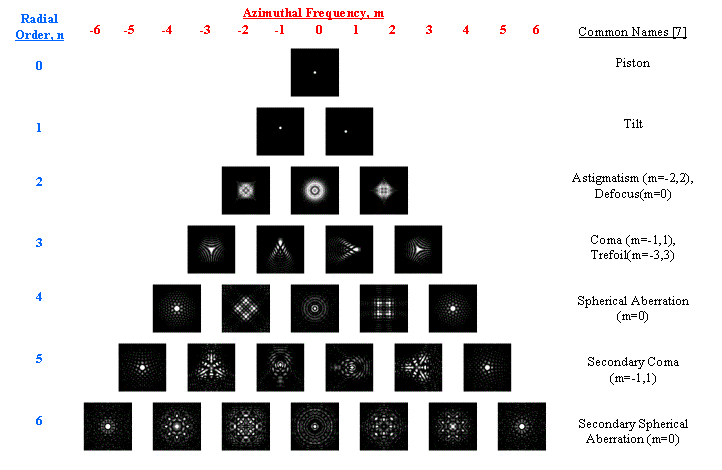 Azimuthal Frequency, m
Radial
Order, n
-6 -5 -4 -3 -2 -1 0 1 2 3 4 5 6
Common Names [7]
0 Piston
1 Tilt
2 Astigmatism (m=-2,2),
Defocus(m=0)
3 Coma (m=-1,1),
Trefoil(m=-3,3)
4 Spherical Aberration
(m=0)
5 Secondary Coma
(m=-1,1)
6 Secondary Spherical
Aberration (m=0)